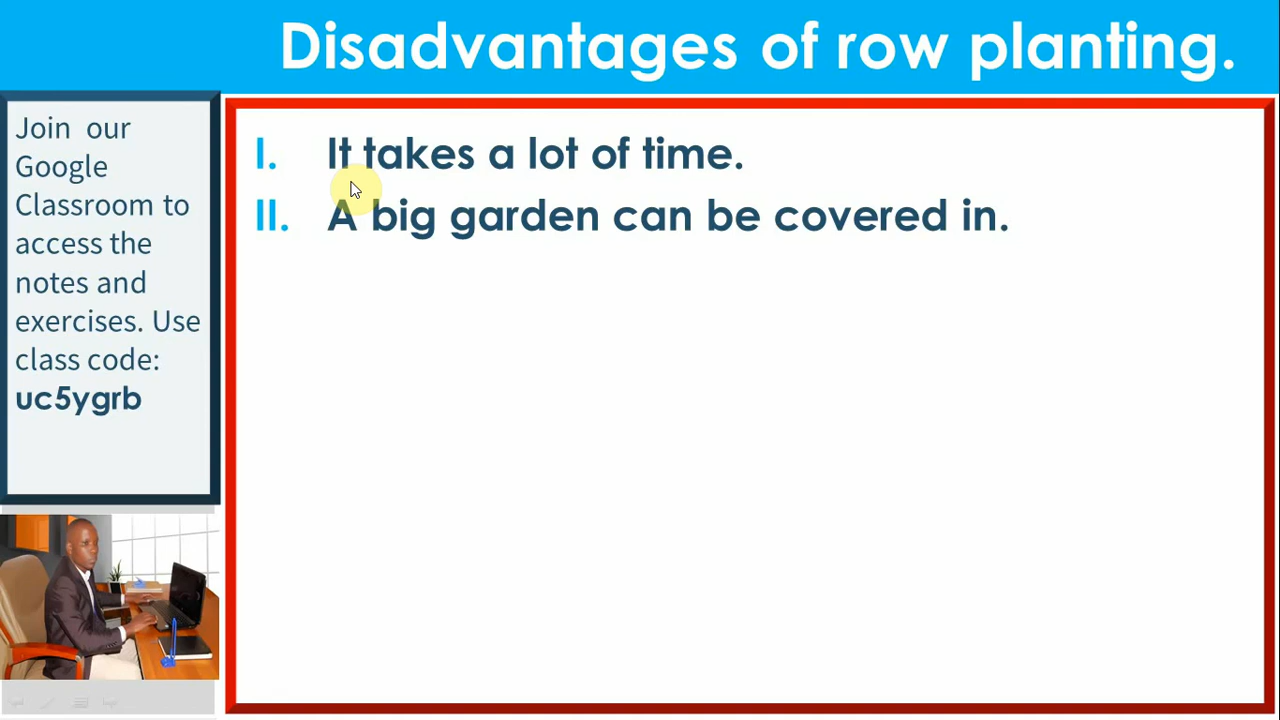 Disadvantages of row planting.
Join our
Google
Classroom to
access the
notes and
exercises. Use
class code:
uc5ygrb
I. It takes a lot of time.
II. A big garden can be covered in.